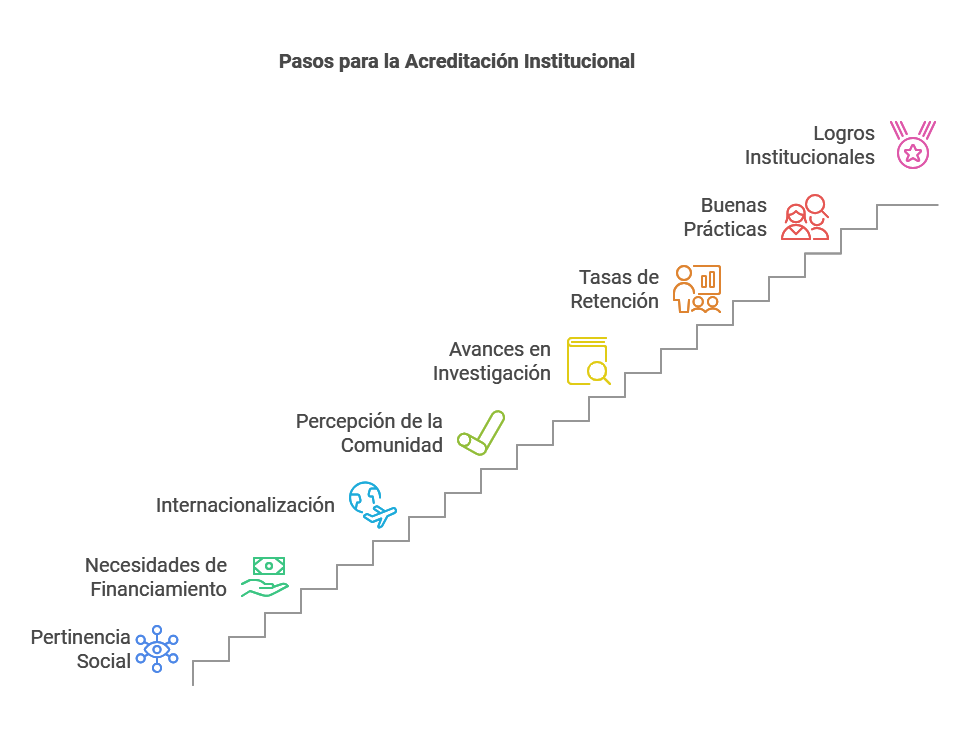 Pasos para la Acreditación Institucional
Logros
Institucionales
Buenas
Prácticas
Tasas de
Retención
Avances en
Investigación
Percepción de la
Comunidad
Internacionalización
Necesidades de
Financiamiento
Pertinencia
Social